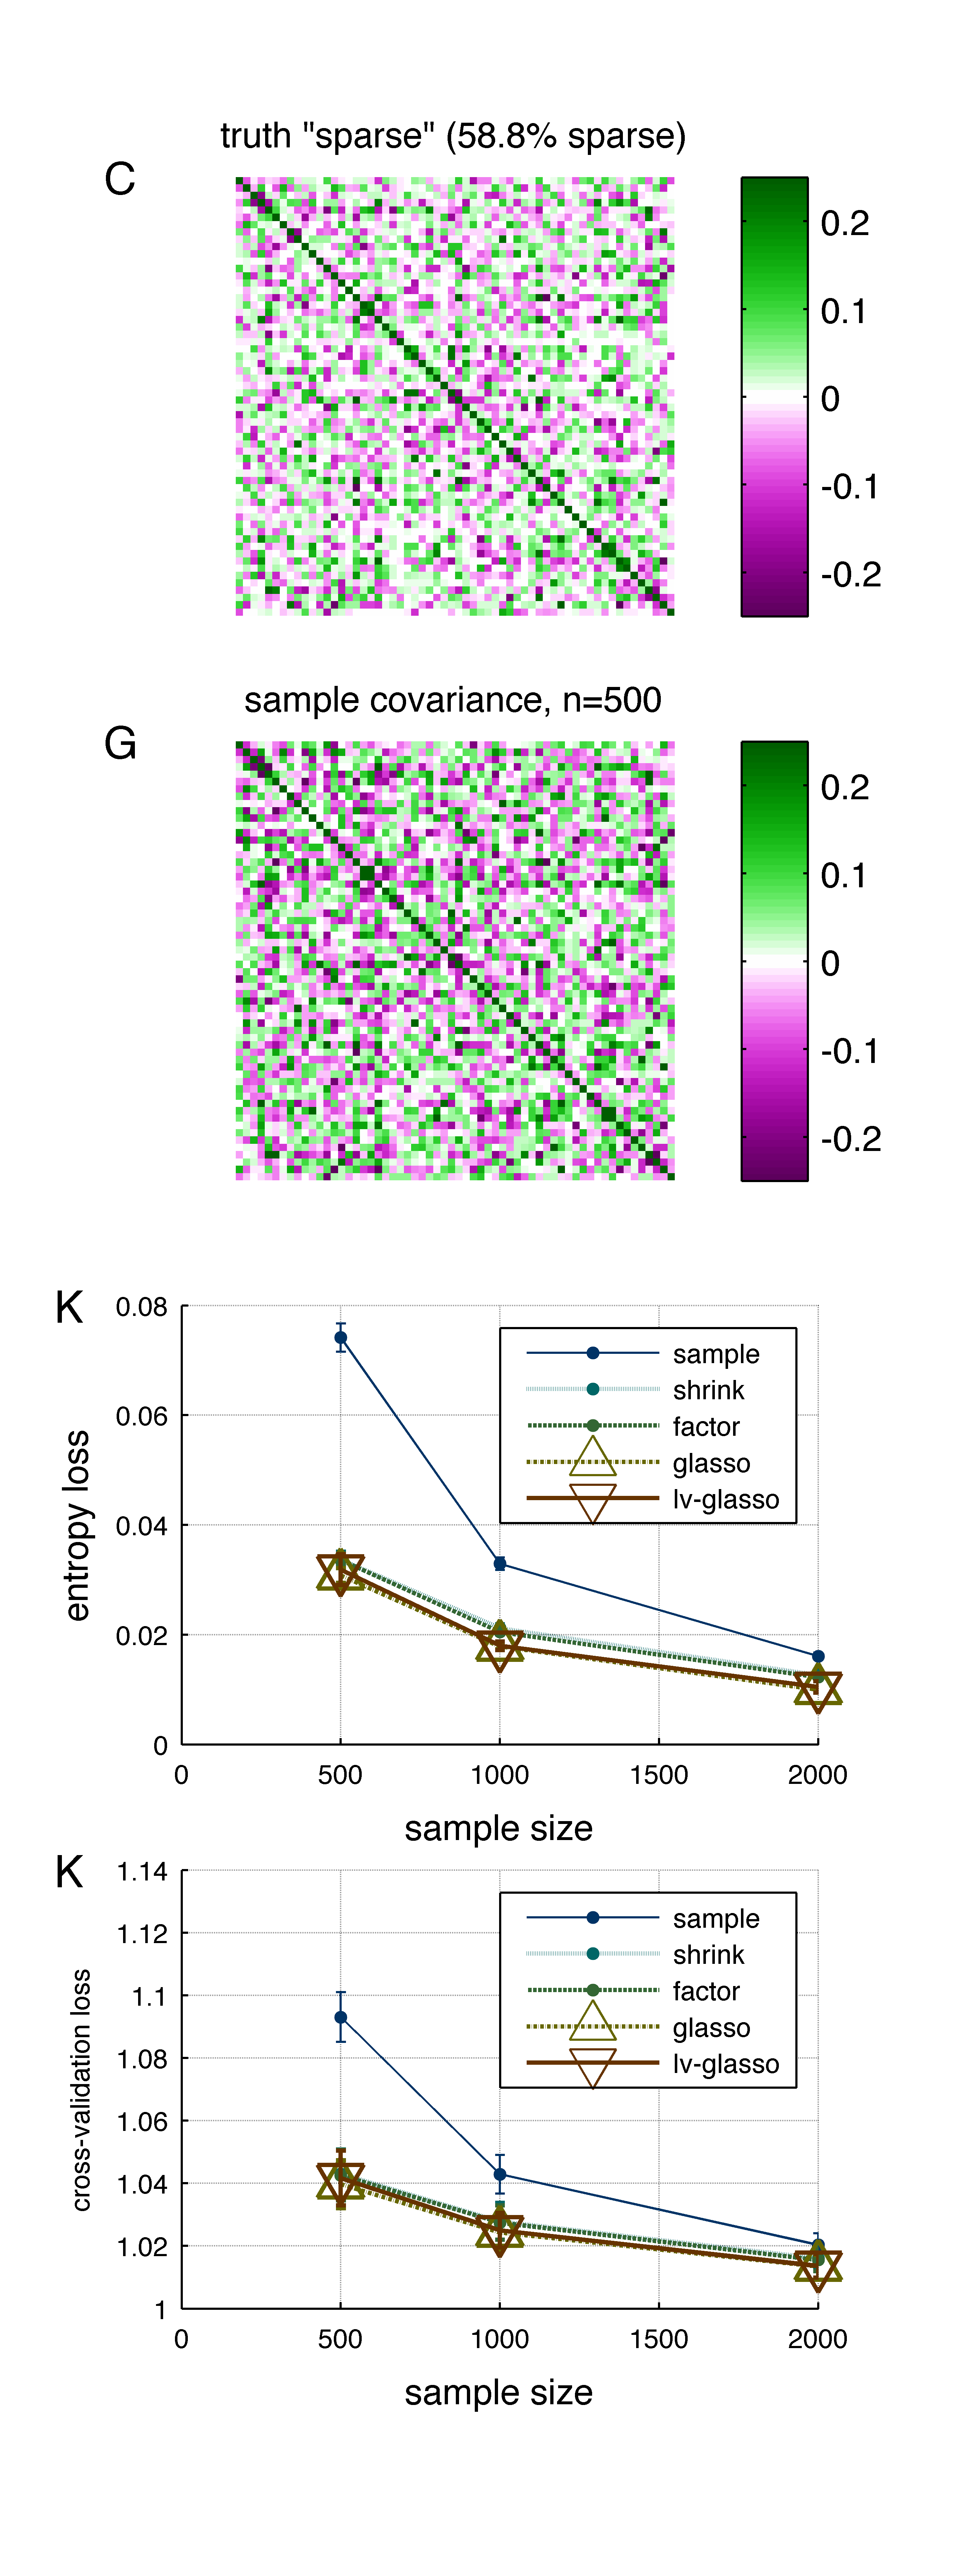 truth "sparse" (58.8% sparse)
C
0.2
0.1
0
-0.1
-0.2
sample covariance, n=500
G
0.2
0.1
0
-0.1
-0.2
K
0.08
0.06
0.04
0.02
0
entropy loss
sample
shrink
factor
glasso
lv-glasso
0 500 1000 1500 2000
sample size
K
1.14
1.12
1.1
1.08
1.06
1.04
1.02
1
cross-validation loss
sample
shrink
factor
glasso
lv-glasso
0 500 1000 1500 2000
sample size